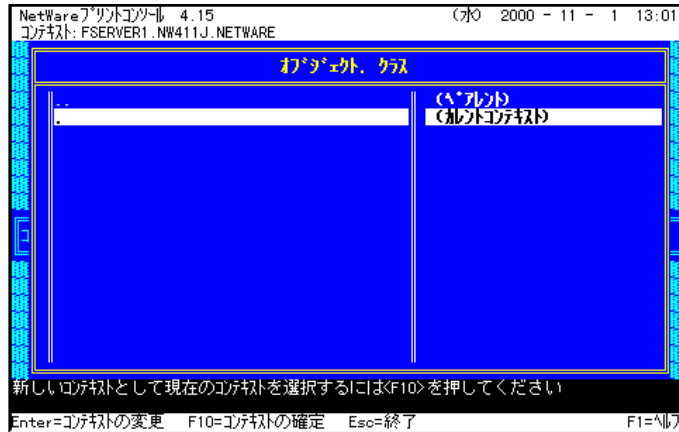 NetWareプリントコンソール 4.15 (水) 2000 - 11 - 1 13:01
コンテキスト: FSERVER1.NW411J.NETWARE
オブジェクト, クラス
.. (ペアレント)
. (カレントコンテキスト)
新しいコンテキストとして現在のコンテキストを選択するには<F10>を押してください
Enter=コンテキストの変更 F10=コンテキストの確定 Esc=終了 F1=ヘルプ